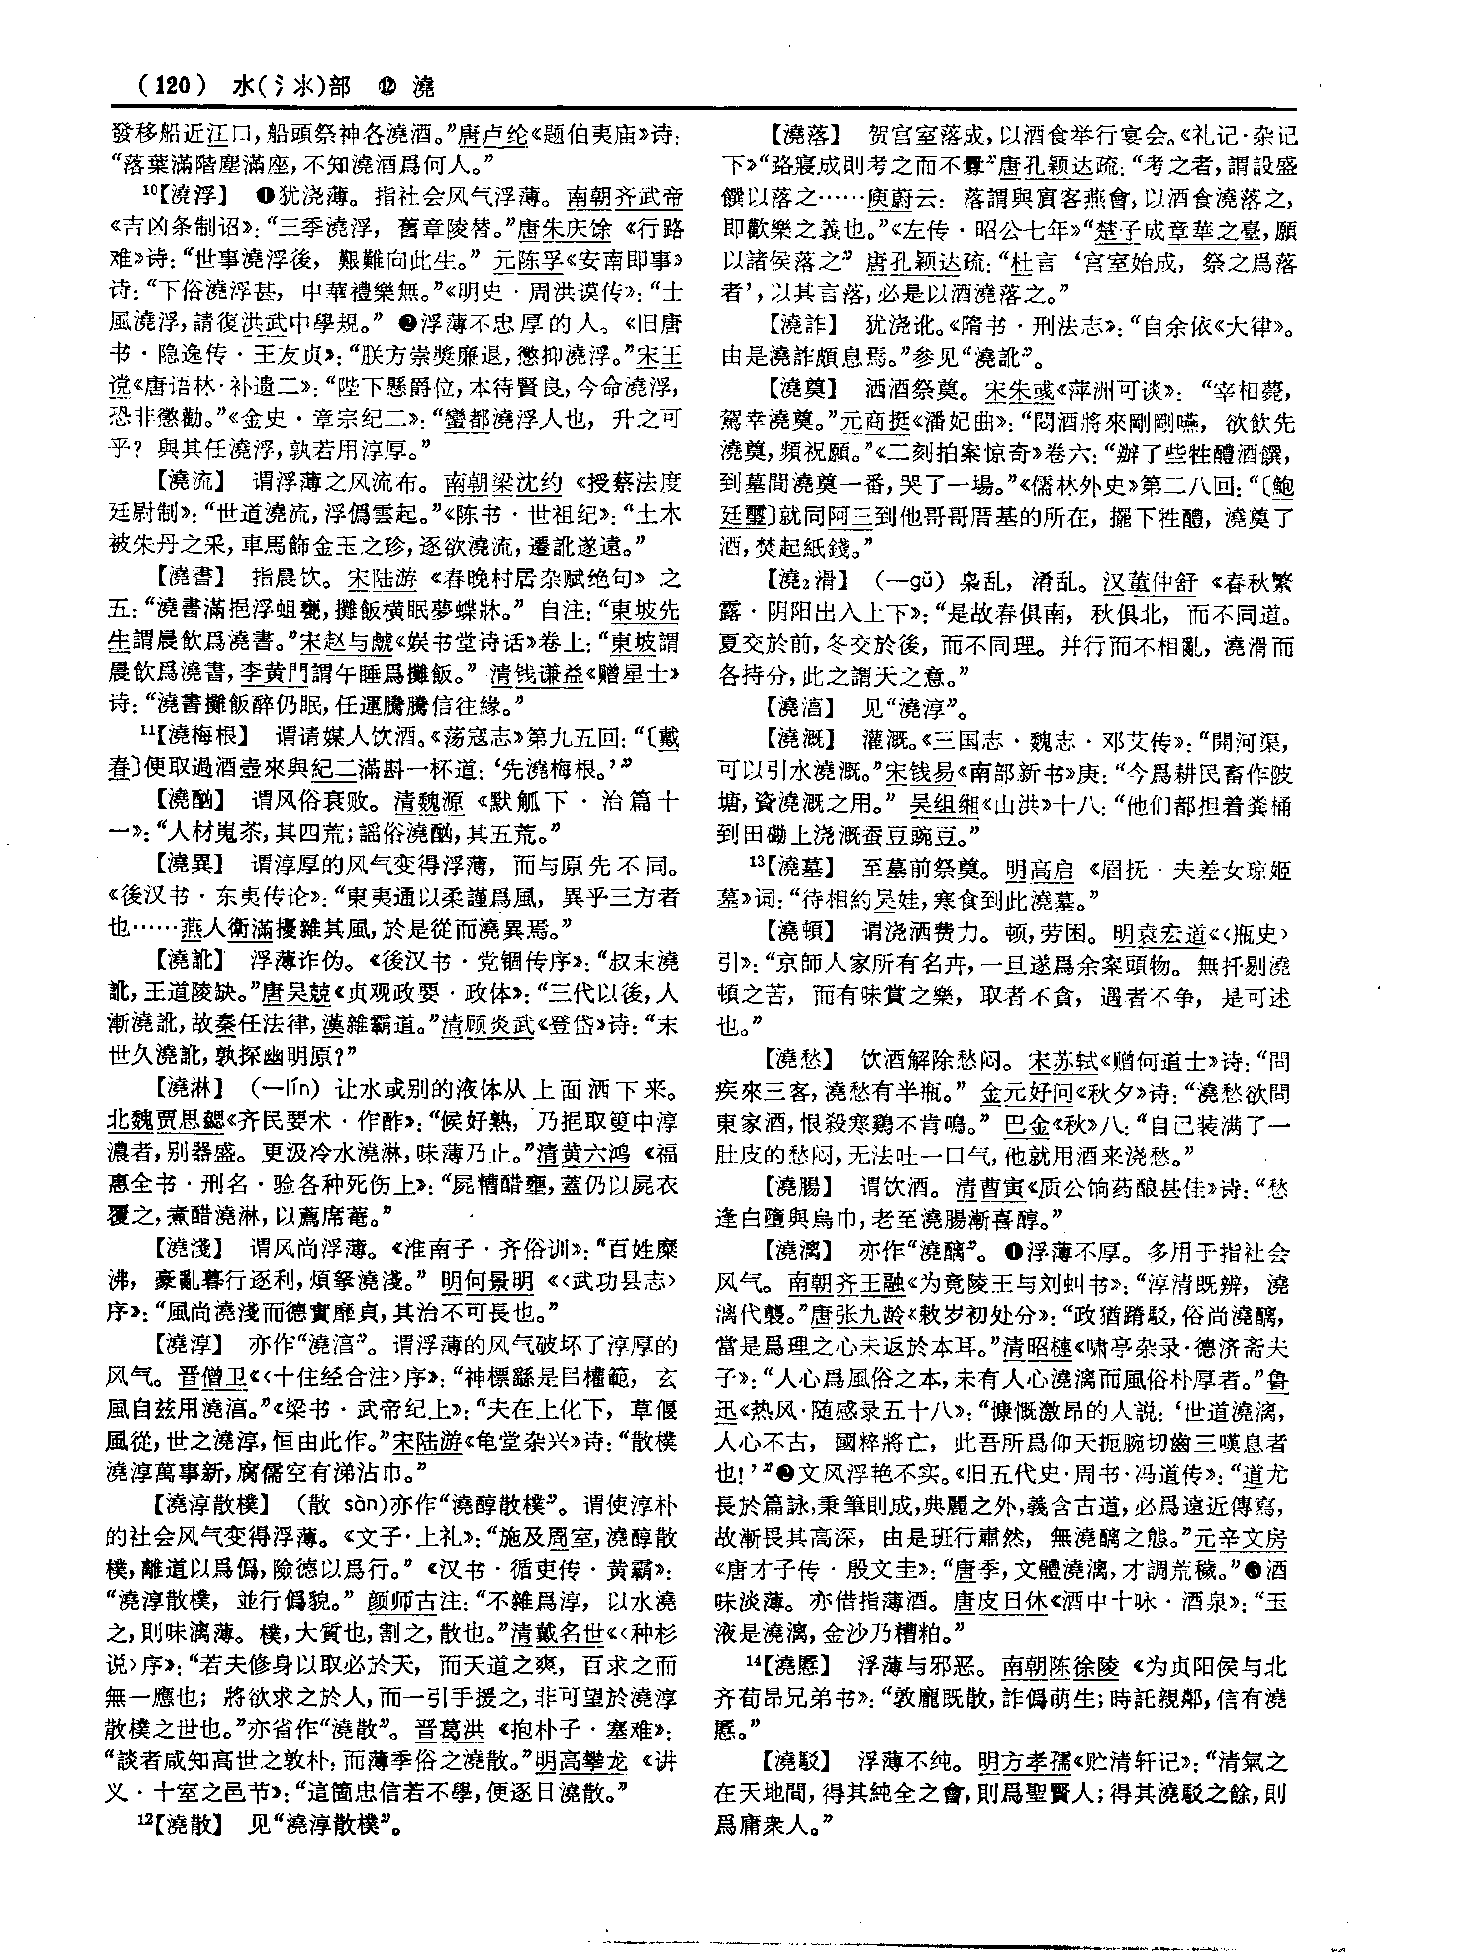 （120） 水(氵氺)部 ⑫ 澆
發移船近江口，船頭祭神各澆酒。”唐卢纶《题伯夷庙》诗：
“落葉滿階塵滿座，不知澆酒爲何人。”
10【澆浮】 ❶犹浇薄。指社会风气浮薄。南朝齐武帝
《吉凶条制诏》：“三季澆浮，舊章陵替。”唐朱庆馀《行路
难》诗：“世事澆浮後，艱難向此生。”元陈孚《安南即事》
诗：“下俗澆浮甚，中華禮樂無。”《明史·周洪谟传》：“士
風澆浮，請復洪武中學規。”❷浮薄不忠厚的人。《旧唐
书·隐逸传·王友贞》：“朕方崇獎廉退，懲抑澆浮。”宋王
谠《唐语林·补遗二》：“陛下懸爵位，本待賢良，今命澆浮，
恐非懲勸。”《金史·章宗纪二》：“蠻都澆浮人也，升之可
乎？與其任澆浮，孰若用淳厚。”
【澆流】 谓浮薄之风流布。南朝梁沈约《授蔡法度
廷尉制》：“世道澆流，浮僞雲起。”《陈书·世祖纪》：“土木
被朱丹之采，車馬飾金玉之珍，逐欲澆流，遷訛遂遠。”
【澆書】 指晨饮。宋陆游《春晚村居杂赋绝句》之
五：“澆書滿挹浮蛆甕，攤飯橫眠夢蝶牀。”自注：“東坡先
生謂晨飲爲澆書。”宋赵与虤《娱书堂诗话》卷上：“東坡謂
晨飲爲澆書，李黄門謂午睡爲攤飯。”清钱谦益《赠星士》
诗：“澆書攤飯醉仍眠，任運騰騰信往緣。”
11【澆梅根】 谓请媒人饮酒。《荡寇志》第九五回：“〔戴
春〕便取過酒壺來與紀二滿斟一杯道：‘先澆梅根。’”
【澆訩】 谓风俗衰败。清魏源《默觚下·治篇十
一》：“人材嵬茶，其四荒；謡俗澆訩，其五荒。”
【澆異】 谓淳厚的风气变得浮薄，而与原先不同。
《後汉书·东夷传论》：“東夷通以柔謹爲風，異乎三方者
也……燕人衛滿擾雜其風，於是從而澆異焉。”
【澆訛】 浮薄诈伪。《後汉书·党锢传序》：“叔末澆
訛，王道陵缺。”唐吴兢《贞观政要·政体》：“三代以後，人
漸澆訛，故秦任法律，漢雜霸道。”清顾炎武《登岱》诗：“末
世久澆訛，孰探幽明原？”
【澆淋】 （一lín）让水或别的液体从上面洒下来。
北魏贾思勰《齐民要术·作酢》：“候好熟，乃挹取篘中淳
濃者，别器盛。更汲冷水澆淋，味薄乃止。”清黄六鸿《福
惠全书·刑名·验各种死伤上》：“屍糟醋壅，蓋仍以屍衣
覆之，煮醋澆淋，以薦席菴。”
【澆淺】 谓风尚浮薄。《淮南子·齐俗训》：“百姓糜
沸，豪亂暮行逐利，煩挐澆淺。”明何景明《〈武功县志〉
序》：“風尚澆淺而德實靡貞，其治不可長也。”
【澆淳】 亦作“澆湻”。谓浮薄的风气破坏了淳厚的
风气。晋僧卫《〈十住经合注〉序》：“神標繇是吕權範，玄
風自兹用澆湻。”《梁书·武帝纪上》：“夫在上化下，草偃
風從，世之澆淳，恒由此作。”宋陆游《龟堂杂兴》诗：“散樸
澆淳萬事新，腐儒空有涕沾巾。”
【澆淳散樸】 （散 sàn）亦作“澆醇散樸”。谓使淳朴
的社会风气变得浮薄。《文子·上礼》：“施及周室，澆醇散
樸，離道以爲僞，險德以爲行。”《汉书·循吏传·黄霸》：
“澆淳散樸，並行僞貌。”颜师古注：“不雜爲淳，以水澆
之，則味漓薄。樸，大質也，割之，散也。”清戴名世《〈种杉
说〉序》：“若夫修身以取必於天，而天道之爽，百求之而
無一應也；將欲求之於人，而一引手援之，非可望於澆淳
散樸之世也。”亦省作“澆散”。晋葛洪《抱朴子·塞难》：
“談者咸知高世之敦朴，而薄季俗之澆散。”明高攀龙《讲
义·十室之邑节》：“這箇忠信若不學，便逐日澆散。”
12【澆散】 见“澆淳散樸”。
【澆落】 贺宫室落成，以酒食举行宴会。《礼记·杂记
下》“路寢成則考之而不釁”唐孔颖达疏：“考之者，謂設盛
饌以落之……庾蔚云：落謂與賓客燕會，以酒食澆落之，
即歡樂之義也。”《左传·昭公七年》“楚子成章華之臺，願
以諸侯落之”唐孔颖达疏：“杜言‘宫室始成，祭之爲落
者’，以其言落，必是以酒澆落之。”
【澆詐】 犹浇讹。《隋书·刑法志》：“自余依《大律》。
由是澆詐頗息焉。”参见“澆訛”。
【澆奠】 洒酒祭奠。宋朱彧《萍洲可谈》：“宰相薨，
駕幸澆奠。”元商挺《潘妃曲》：“悶酒將來剛剛嚥，欲飲先
澆奠，頻祝願。”《二刻拍案惊奇》卷六：“辦了些牲醴酒饌，
到墓間澆奠一番，哭了一場。”《儒林外史》第二八回：“〔鮑
廷璽〕就同阿三到他哥哥厝基的所在，擺下牲醴，澆奠了
酒，焚起紙錢。”
【澆2滑】 （一gǔ）枭乱，淆乱。汉董仲舒《春秋繁
露·阴阳出入上下》：“是故春俱南，秋俱北，而不同道。
夏交於前，冬交於後，而不同理。并行而不相亂，澆滑而
各持分，此之謂天之意。”
【澆湻】 见“澆淳”。
【澆溉】 灌溉。《三国志·魏志·邓艾传》：“開河渠，
可以引水澆溉。”宋钱易《南部新书》庚：“今爲耕民畜作陂
塘，資澆溉之用。”吴组缃《山洪》十八：“他们都担着粪桶
到田磡上浇溉蚕豆豌豆。”
13【澆墓】 至墓前祭奠。明高启《眉抚·夫差女琼姬
墓》词：“待相約吴娃，寒食到此澆墓。”
【澆頓】 谓浇洒费力。顿，劳困。明袁宏道《〈瓶史〉
引》：“京師人家所有名卉，一旦遂爲余案頭物。無扞剔澆
頓之苦，而有味賞之樂，取者不貪，遇者不争，是可述
也。”
【澆愁】 饮酒解除愁闷。宋苏轼《赠何道士》诗：“問
疾來三客，澆愁有半瓶。”金元好问《秋夕》诗：“澆愁欲問
東家酒，恨殺寒鷄不肯鳴。”巴金《秋》八：“自己装满了一
肚皮的愁闷，无法吐一口气，他就用酒来浇愁。”
【澆腸】 谓饮酒。清曹寅《质公饷药酿甚佳》诗：“愁
逢白墮與烏巾，老至澆腸漸喜醇。”
【澆漓】 亦作“澆醨”。❶浮薄不厚。多用于指社会
风气。南朝齐王融《为竟陵王与刘虬书》：“淳清既辨，澆
漓代襲。”唐张九龄《敕岁初处分》：“政猶踳駁，俗尚澆醨，
當是爲理之心未返於本耳。”清昭梿《啸亭杂录·德济斋夫
子》：“人心爲風俗之本，未有人心澆漓而風俗朴厚者。”鲁
迅《热风·随感录五十八》：“慷慨激昂的人説：‘世道澆漓，
人心不古，國粹將亡，此吾所爲仰天扼腕切齒三嘆息者
也！’”❷文风浮艳不实。《旧五代史·周书·冯道传》：“道尤
長於篇詠，秉筆則成，典麗之外，義含古道，必爲遠近傳寫，
故漸畏其高深，由是班行肅然，無澆醨之態。”元辛文房
《唐才子传·殷文圭》：“唐季，文體澆漓，才調荒穢。”❸酒
味淡薄。亦借指薄酒。唐皮日休《酒中十咏·酒泉》：“玉
液是澆漓，金沙乃糟粕。”
14【澆慝】 浮薄与邪恶。南朝陈徐陵《为贞阳侯与北
齐荀昂兄弟书》：“敦龐既散，詐僞萌生；時託親鄰，信有澆
慝。”
【澆駁】 浮薄不纯。明方孝孺《贮清轩记》：“清氣之
在天地間，得其純全之會，則爲聖賢人；得其澆駁之餘，則
爲庸衆人。”